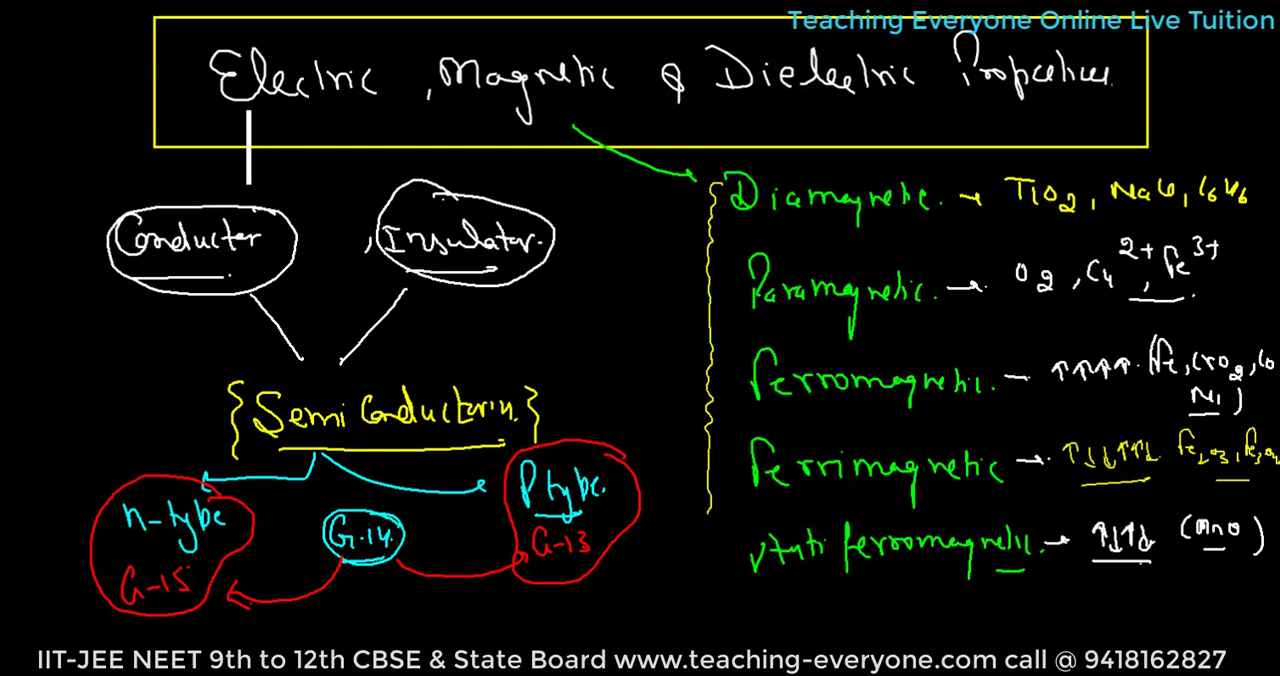 Teaching Everyone Online Live Tuition
Electric, Magnetic & Dielectric Properties
Conductor
, Insulator.
{Semi Conductorin.}
n-type
G-15
G.14.
P type.
G-13
Diamagnetic. → TiO2, NaCl, C6H6
Paramagnetic. → O2, Cu2+, Fe3+
Ferromagnetic. → ↑↑↑↑. (Fe, CrO2, Co
Ni)
Ferrimagnetic → ↑↓↓↑↑↓ Fe2O3, Fe3O4
Anti ferromagnetic. → ↑↓↑↓ (MnO)
IIT-JEE NEET 9th to 12th CBSE & State Board www.teaching-everyone.com call @ 9418162827